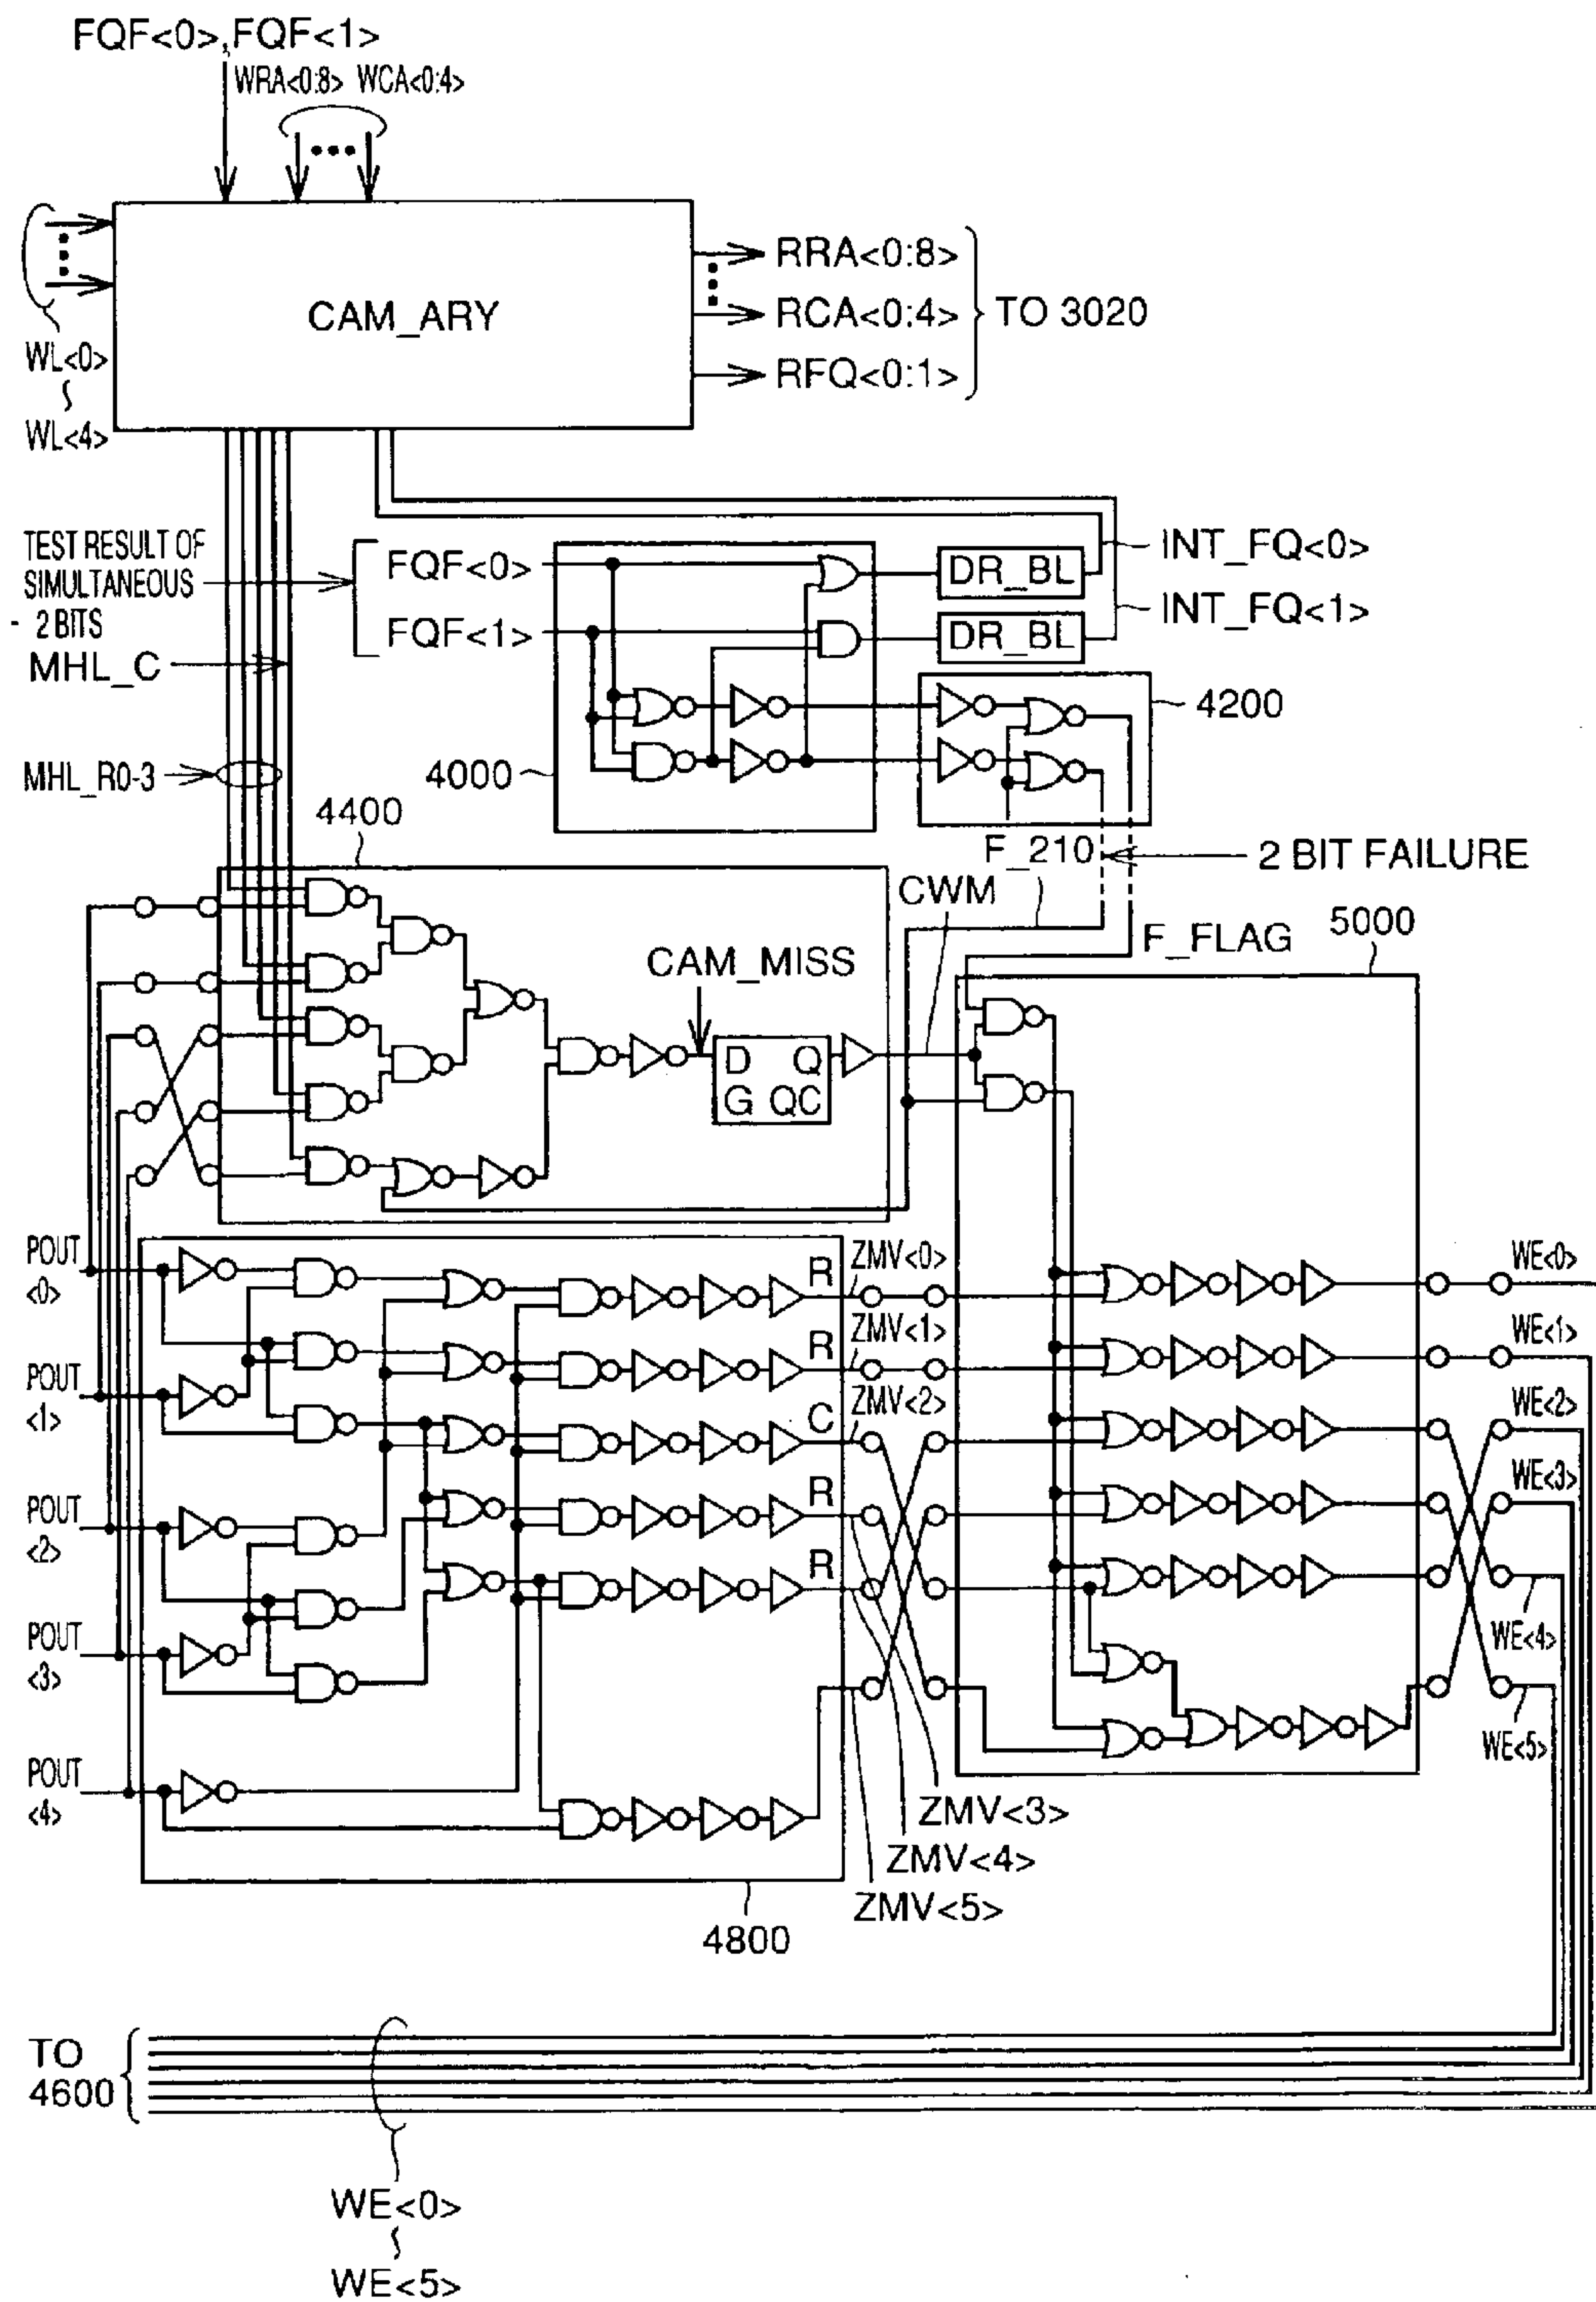 FQF<0>,FQF<1>
WRA<0:8> WCA<0:4>
CAM_ARY
RRA<0:8>
RCA<0:4>
RFQ<0:1>
TO 3020
WL<0>
WL<4>
TEST RESULT OF
SIMULTANEOUS
2 BITS
FQF<0>
FQF<1>
DR_BL
DR_BL
INT_FQ<0>
INT_FQ<1>
MHL_C
4200
MHL_R0-3
4000
4400
F_210
2 BIT FAILURE
CWM
F_FLAG
5000
CAM_MISS
D Q
G QC
POUT
<0>
POUT
<1>
POUT
<2>
POUT
<3>
POUT
<4>
R
ZMV<0>
R
ZMV<1>
C
ZMV<2>
R
R
WE<0>
WE<1>
WE<2>
WE<3>
WE<4>
WE<5>
ZMV<3>
ZMV<4>
ZMV<5>
4800
TO
4600
WE<0>
WE<5>